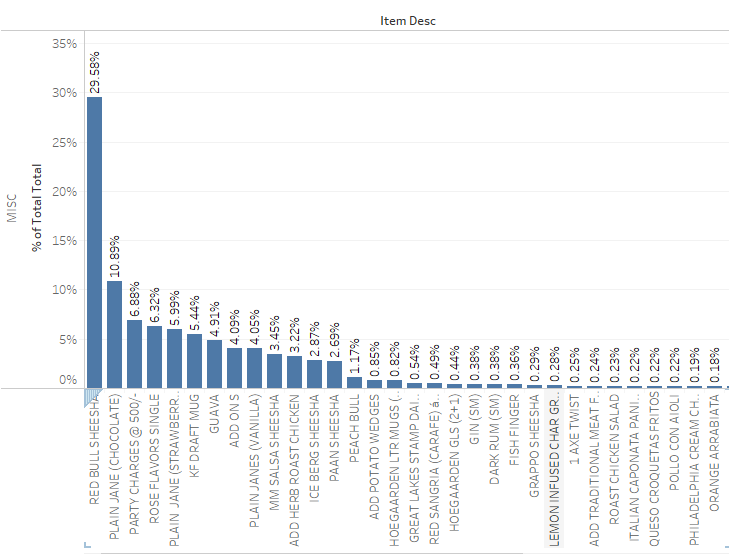 Item Desc
MISC
% of Total Total
35%
30%
25%
20%
15%
10%
5%
0%
29.58%
10.89%
6.88%
6.32%
5.99%
5.44%
4.91%
4.09%
4.05%
3.45%
3.22%
2.87%
2.69%
1.17%
0.85%
0.82%
0.54%
0.49%
0.44%
0.38%
0.38%
0.36%
0.29%
0.28%
0.25%
0.24%
0.23%
0.22%
0.22%
0.22%
0.19%
0.18%
RED BULL SHEESHA
PLAIN JANE (CHOCOLATE)
PARTY CHARGES @ 500/-
ROSE FLAVORS SINGLE
PLAIN JANE (STRAWBERR..
KF DRAFT MUG
GUAVA
ADD ON S
PLAIN JANES (VANILLA)
MM SALSA SHEESHA
ADD HERB ROAST CHICKEN
ICE BERG SHEESHA
PAAN SHEESHA
PEACH BULL
ADD POTATO WEDGES
HOEGAARDEN LTR MUGS (..
GREAT LAKES STAMP DAI..
RED SANGRIA (CARAFE) á..
HOEGAARDEN GLS (2+1)
GIN (SM)
DARK RUM (SM)
FISH FINGER
GRAPPO SHEESHA
LEMON INFUSED CHAR GR..
1 AXE TWIST
ADD TRADITIONAL MEAT F..
ROAST CHICKEN SALAD
ITALIAN CAPONATA PANI..
QUESO CROQUETAS FRITOS
POLLO CON AIOLI
PHILADELPHIA CREAM CH..
ORANGE ARRABIATA